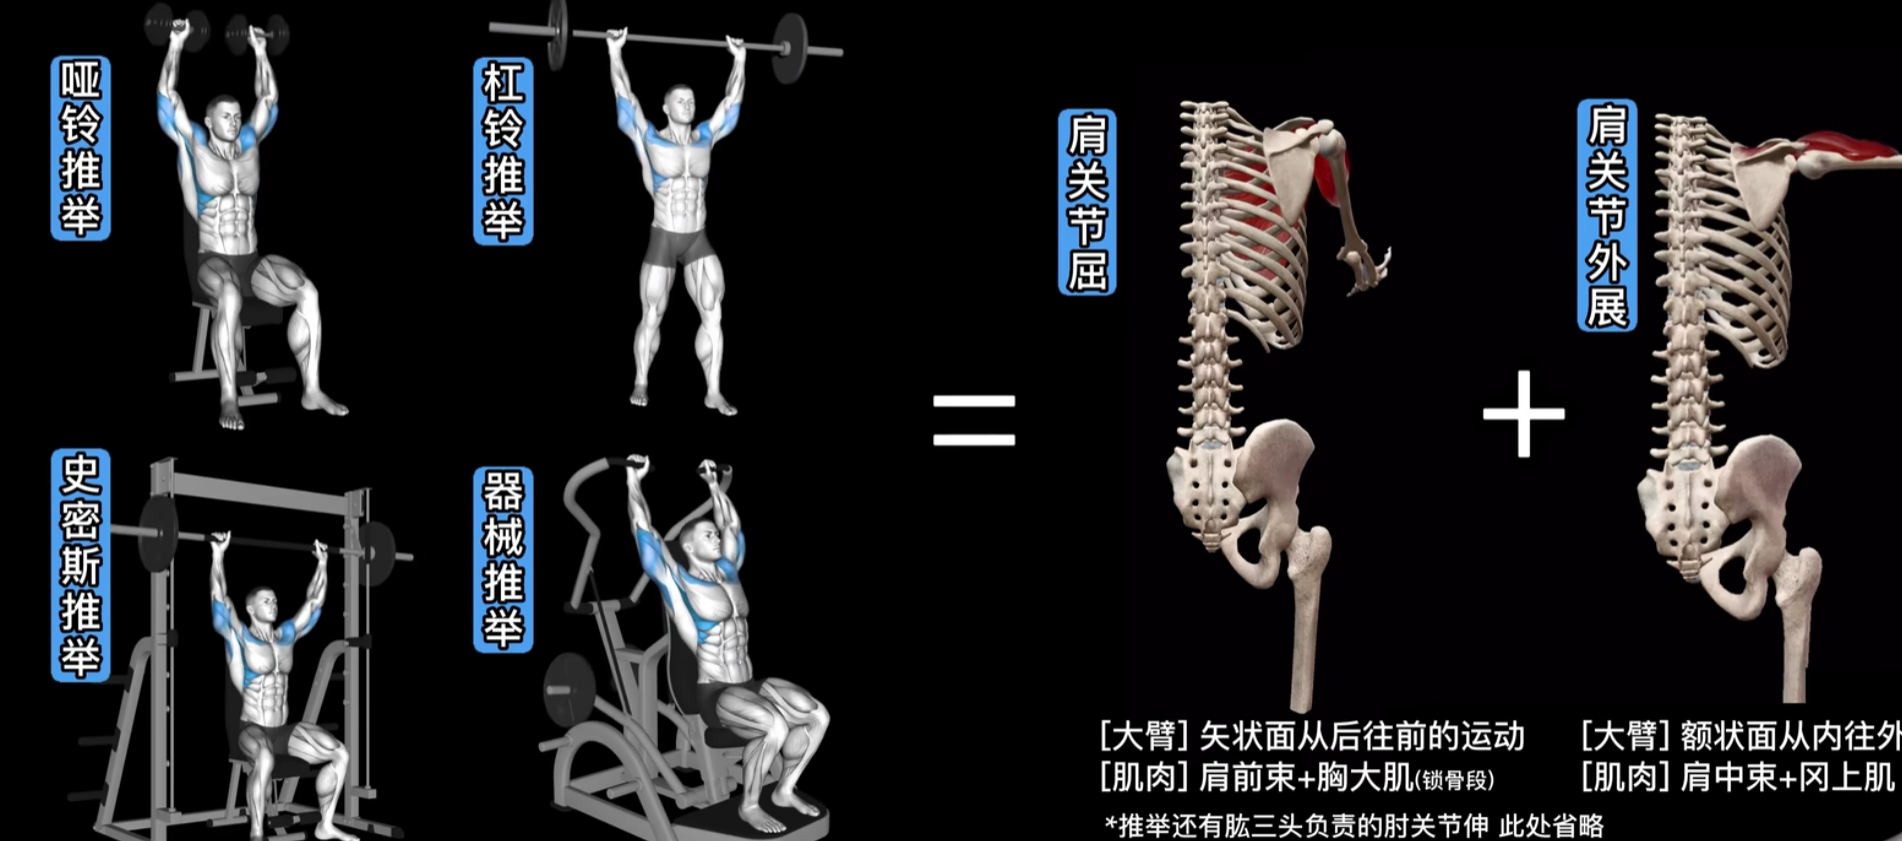 哑铃推举
杠铃推举
史密斯推举
器械推举
=
肩关节屈
+
肩关节外展
[大臂] 矢状面从后往前的运动
[肌肉] 肩前束+胸大肌(锁骨段)
[大臂] 额状面从内往外
[肌肉] 肩中束+冈上肌
*推举还有肱三头负责的肘关节伸 此处省略